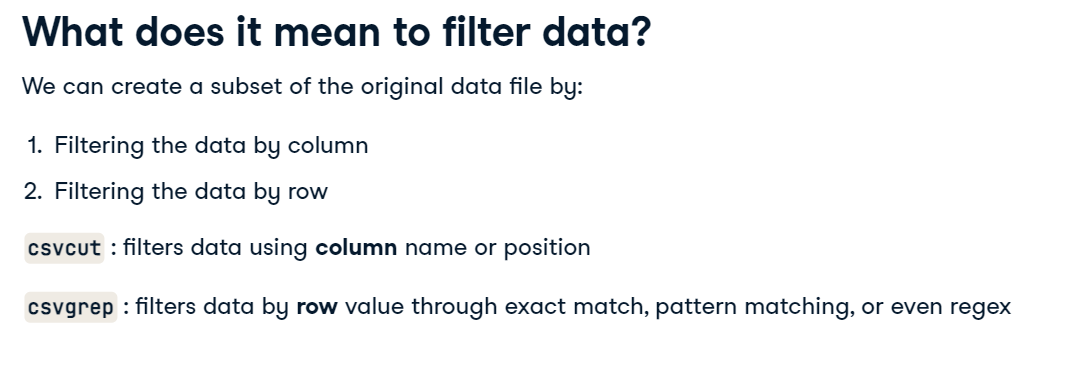 What does it mean to filter data?
We can create a subset of the original data file by:
1. Filtering the data by column
2. Filtering the data by row
csvcut : filters data using column name or position
csvgrep : filters data by row value through exact match, pattern matching, or even regex